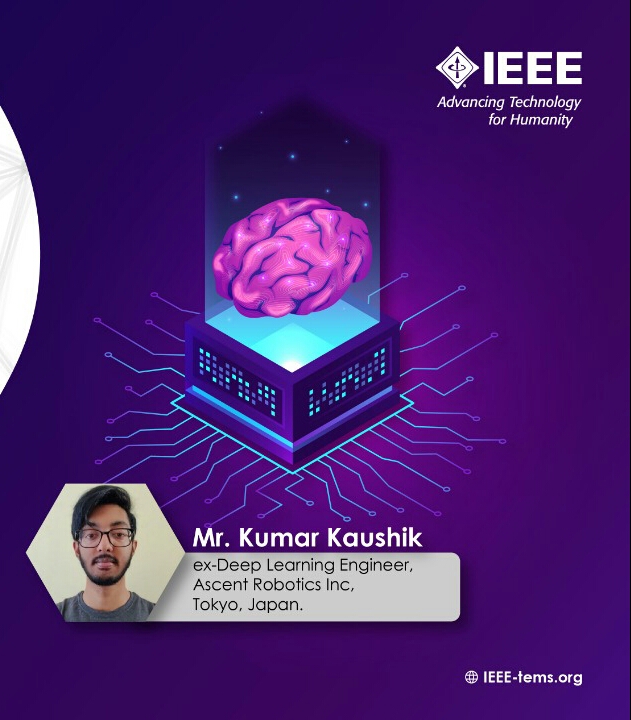 IEEE
Advancing Technology
for Humanity
Mr. Kumar Kaushik
ex-Deep Learning Engineer,
Ascent Robotics Inc,
Tokyo, Japan.
IEEE-tems.org